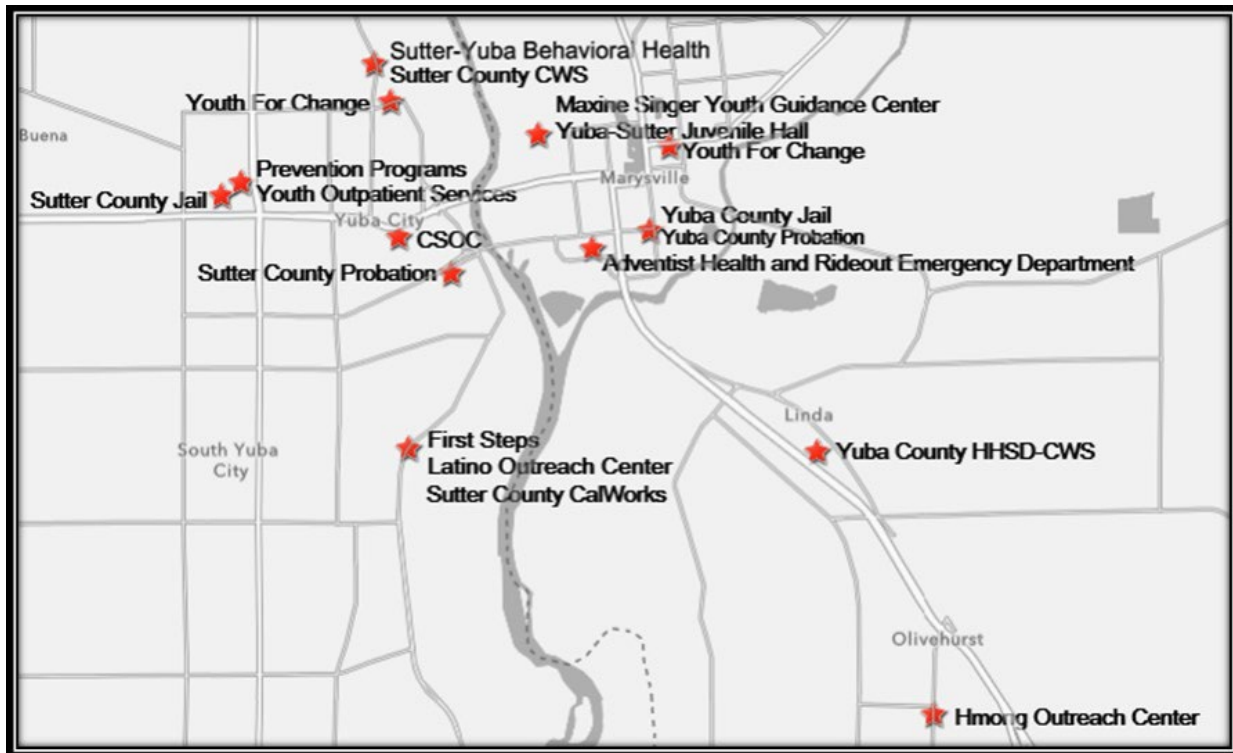 Sutter-Yuba Behavioral Health
Sutter County CWS
Youth For Change
Maxine Singer Youth Guidance Center
Yuba-Sutter Juvenile Hall
Youth For Change
Buena
Marysville
Prevention Programs
Youth Outpatient Services
Sutter County Jail
Yuba City
Yuba County Jail
Yuba County Probation
CSOC
Adventist Health and Rideout Emergency Department
Sutter County Probation
Linda
South Yuba
City
First Steps
Latino Outreach Center
Sutter County CalWorks
Yuba County HHSD-CWS
Olivehurst
Hmong Outreach Center